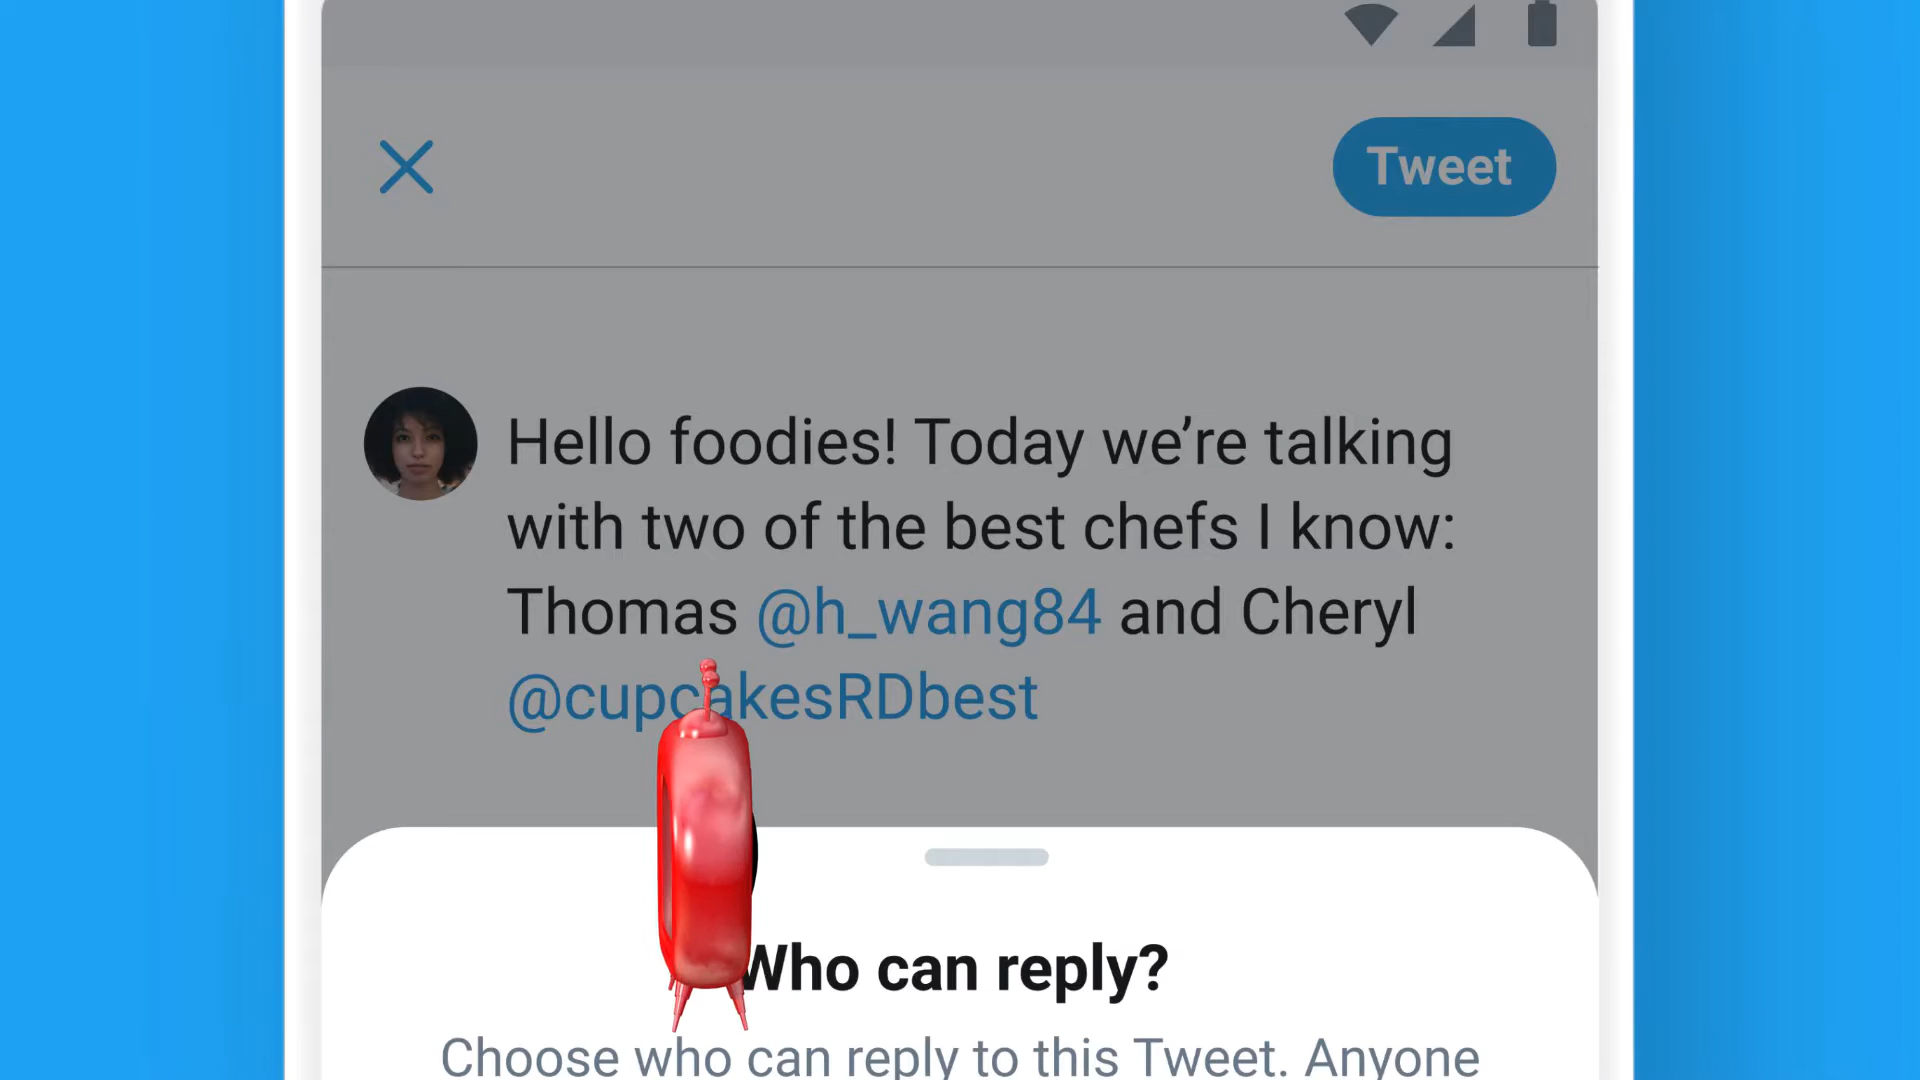 Tweet
Hello foodies! Today we’re talking
with two of the best chefs I know:
Thomas @h_wang84 and Cheryl
@cupcakesRDbest
Who can reply?
Choose who can reply to this Tweet. Anyone